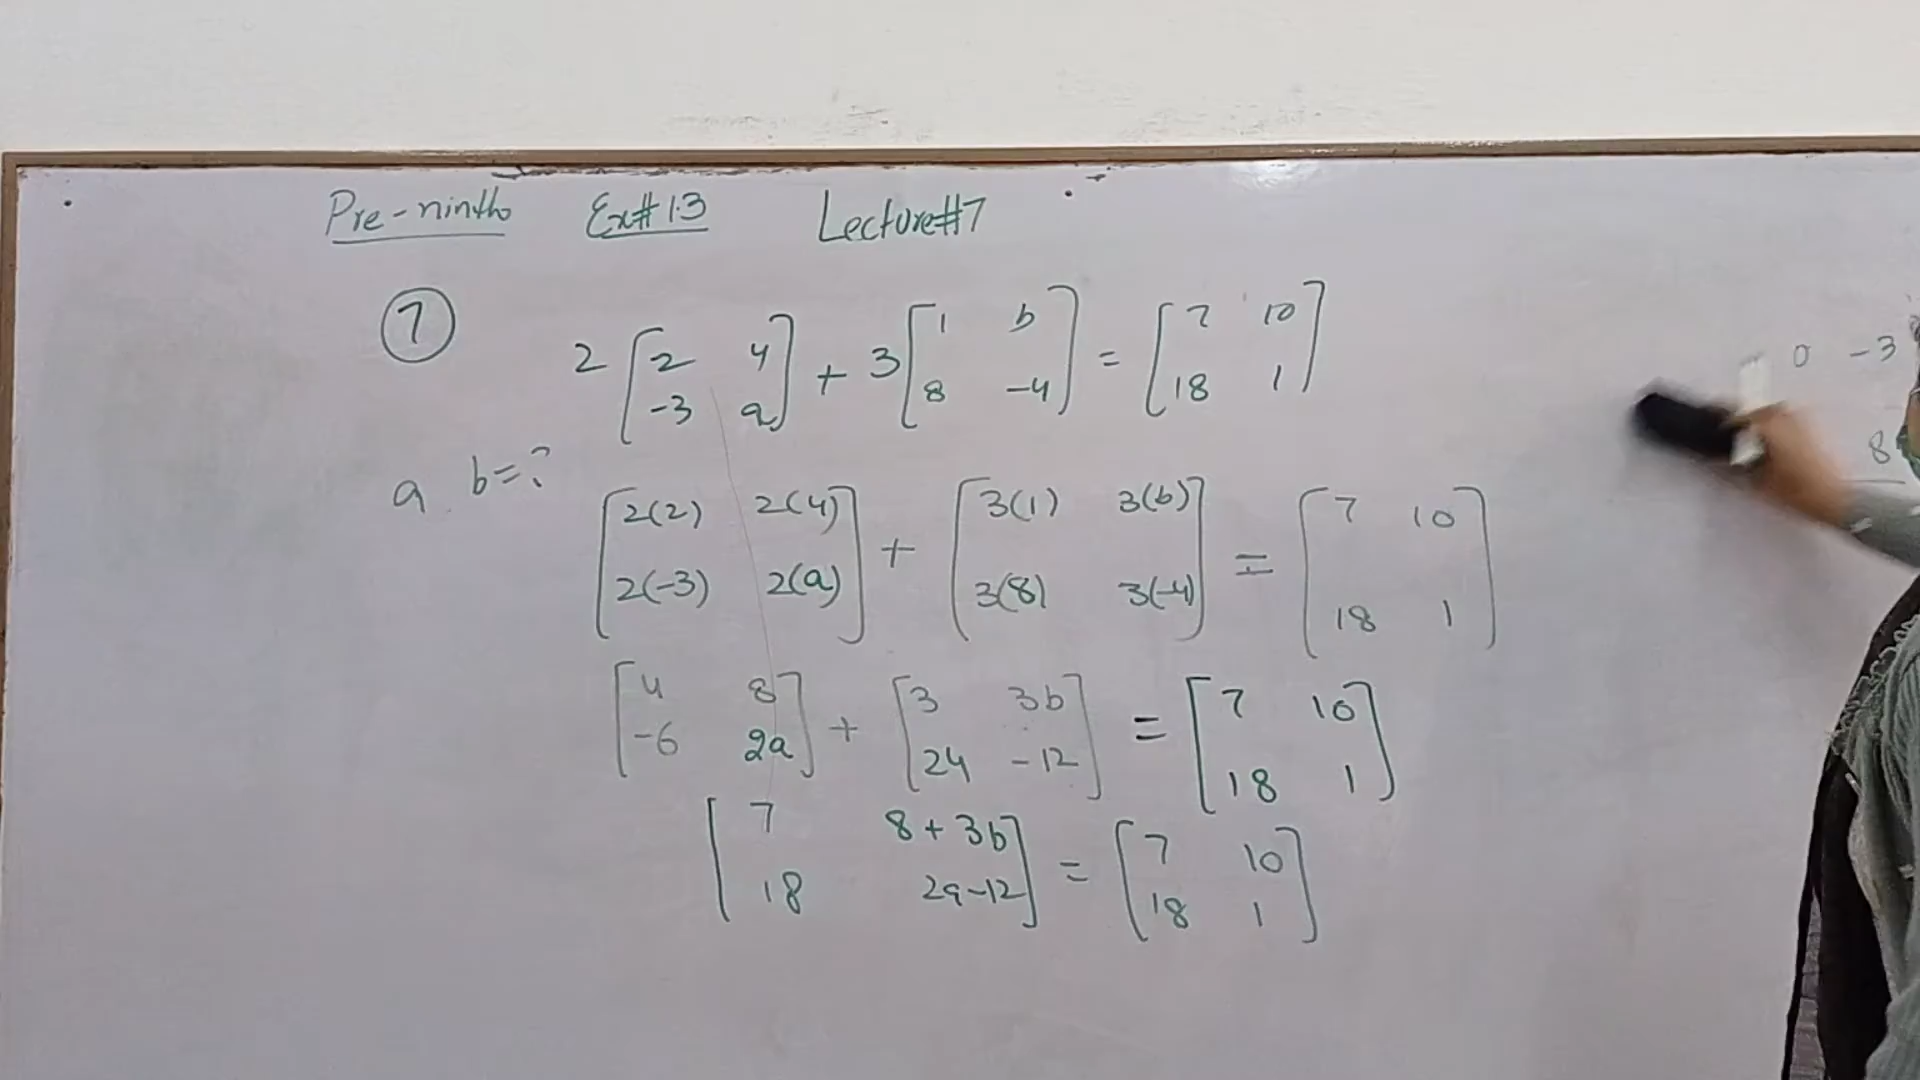 Pre-ninth Ex#1.3 Lecture#7
7
2 [ 2 4 ] + 3 [ 1 b ] = [ 7 10 ]
[ -3 a ] [ 8 -4 ] [ 18 1 ]
0 -3
8
a b=?
[ 2(2) 2(4) ] + [ 3(1) 3(b) ] = [ 7 10 ]
[ 2(-3) 2(a) ] [ 3(8) 3(-4) ] [ 18 1 ]
[ 4 8 ] + [ 3 3b ] = [ 7 10 ]
[ -6 2a ] [ 24 -12 ] [ 18 1 ]
[ 7 8+3b ] = [ 7 10 ]
[ 18 2a-12 ] [ 18 1 ]